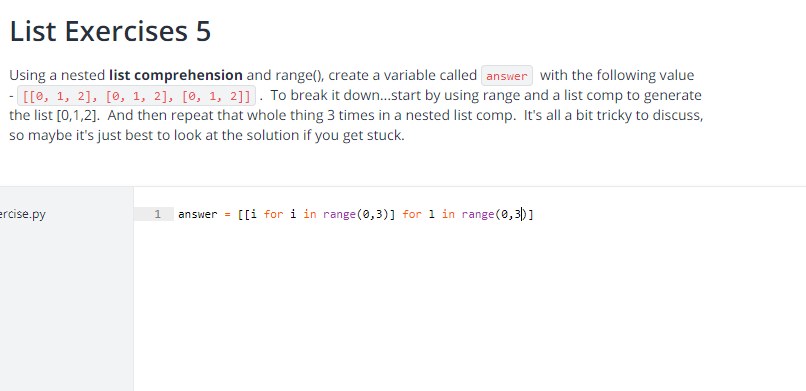 List Exercises 5
Using a nested list comprehension and range(), create a variable called answer with the following value
- [[0, 1, 2], [0, 1, 2], [0, 1, 2]] . To break it down...start by using range and a list comp to generate
the list [0,1,2]. And then repeat that whole thing 3 times in a nested list comp. It's all a bit tricky to discuss,
so maybe it's just best to look at the solution if you get stuck.
ercise.py
1 answer = [[i for i in range(0,3)] for l in range(0,3)]